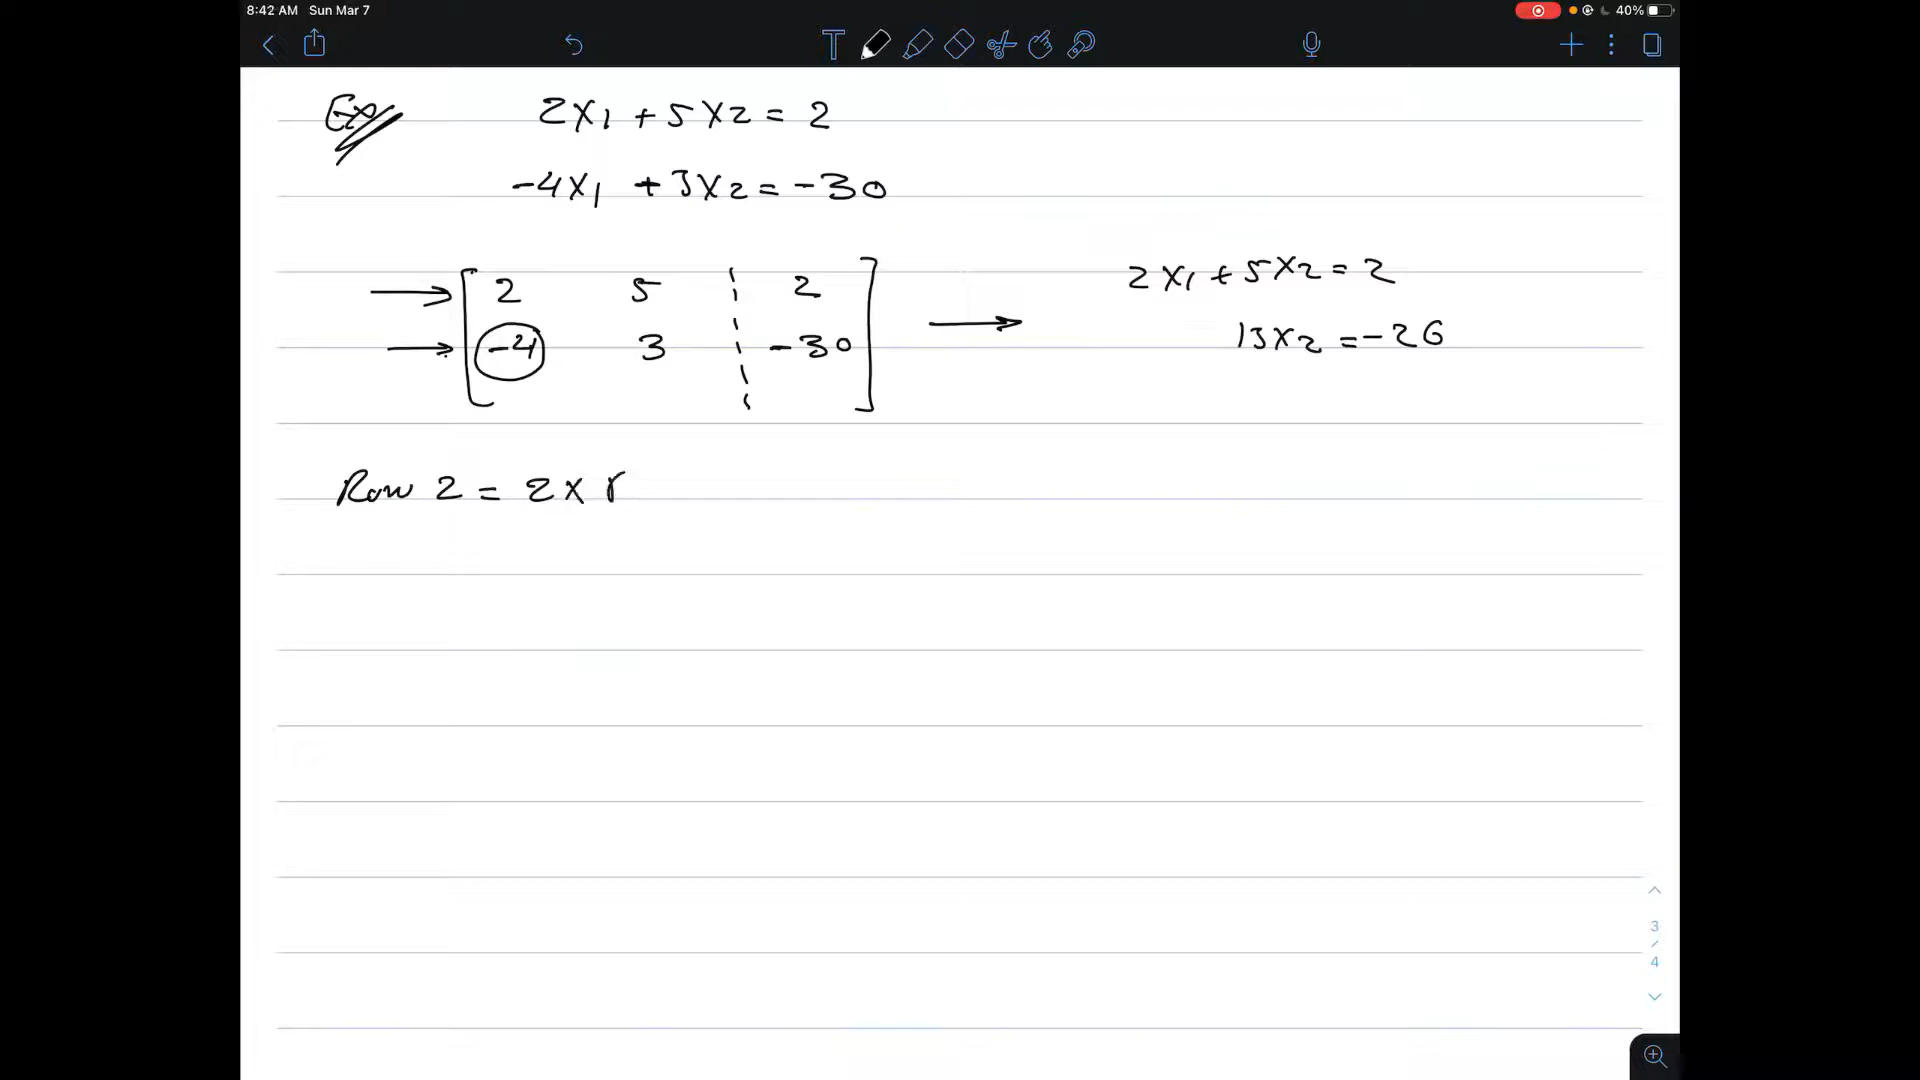 8:42 AM Sun Mar 7
40%
T
Ex
2x1 + 5x2 = 2
-4x1 + 3x2 = -30
2 5 2
-4 3 -30
2x1 + 5x2 = 2
13x2 = -26
Row 2 = 2 x r
3
/
4